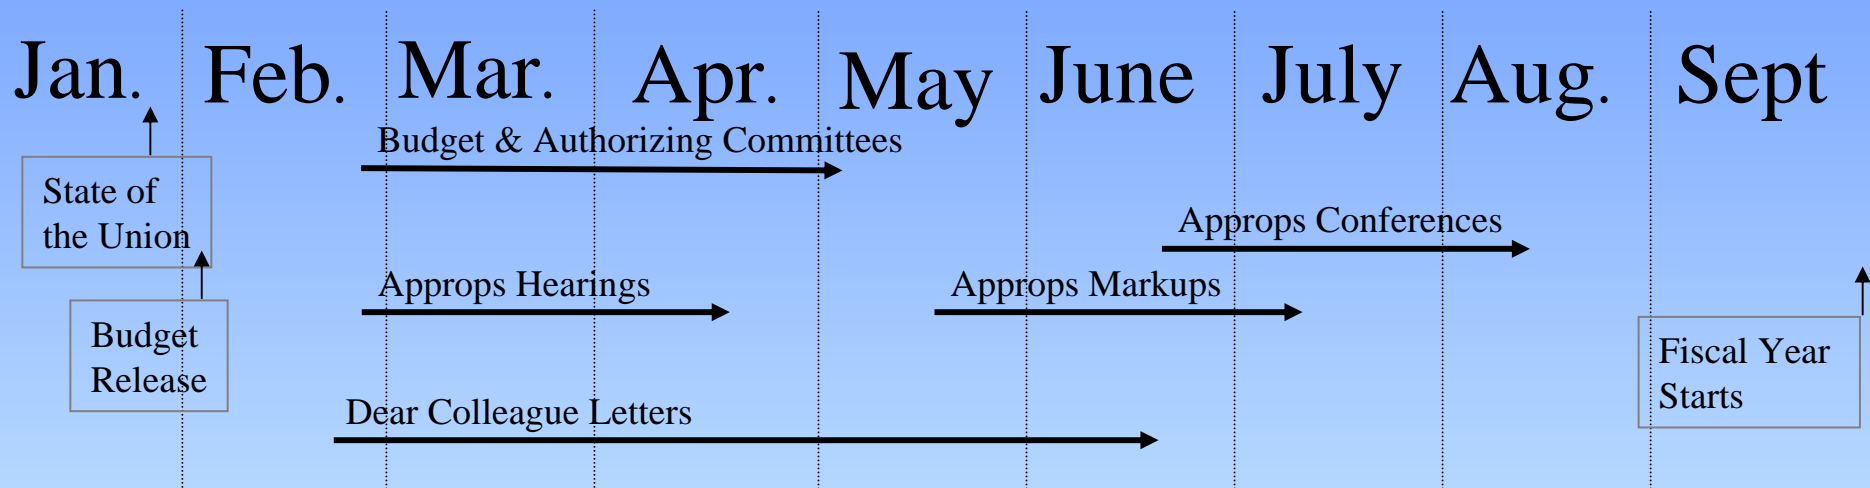 Jan. Feb. Mar. Apr. May June July Aug. Sept
Budget & Authorizing Committees
State of
the Union
Approps Conferences
Approps Hearings
Approps Markups
Budget
Release
Fiscal Year
Starts
Dear Colleague Letters